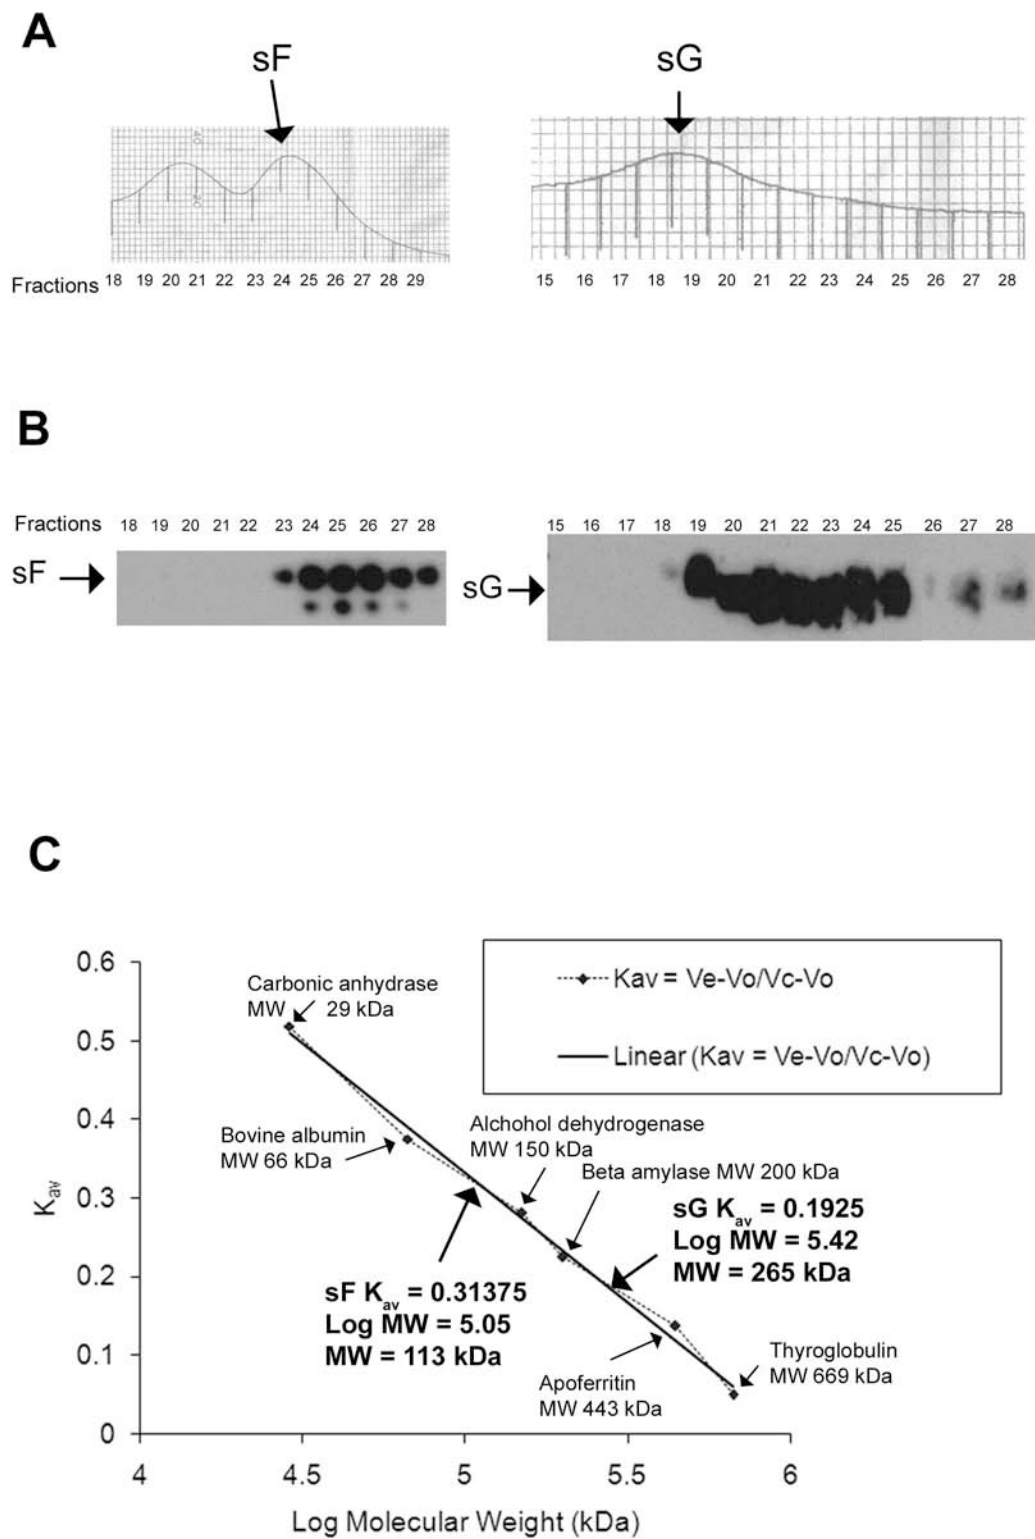 A
sF
sG
40
20
Fractions 18 19 20 21 22 23 24 25 26 27 28 29
15 16 17 18 19 20 21 22 23 24 25 26 27 28
B
Fractions 18 19 20 21 22 23 24 25 26 27 28
15 16 17 18 19 20 21 22 23 24 25 26 27 28
sF
sG
C
0.6
0.5
0.4
0.3
0.2
0.1
0
Kav
Kav = Ve-Vo/Vc-Vo
Linear (Kav = Ve-Vo/Vc-Vo)
Carbonic anhydrase
MW 29 kDa
Bovine albumin
MW 66 kDa
Alchohol dehydrogenase
MW 150 kDa
Beta amylase MW 200 kDa
sG Kav = 0.1925
Log MW = 5.42
MW = 265 kDa
sF Kav = 0.31375
Log MW = 5.05
MW = 113 kDa
Apoferritin
MW 443 kDa
Thyroglobulin
MW 669 kDa
4 4.5 5 5.5 6
Log Molecular Weight (kDa)